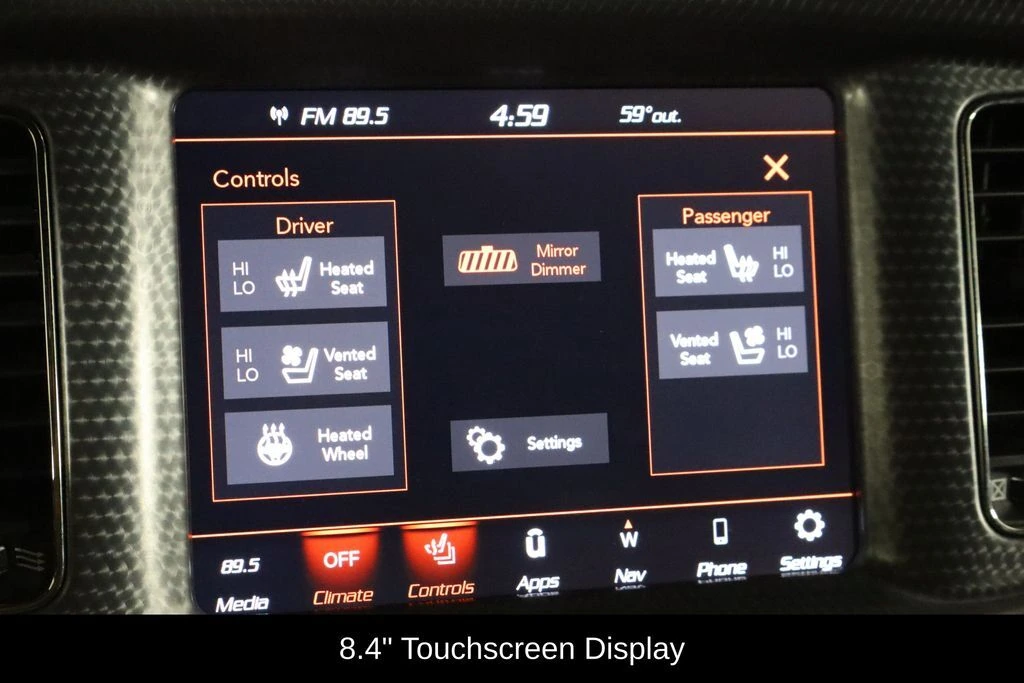 FM 89.5 4:59 59° out.
Controls
Driver
HI
LO
Heated
Seat
HI
LO
Vented
Seat
Heated
Wheel
Mirror
Dimmer
Settings
Passenger
Heated
Seat
HI
LO
Vented
Seat
HI
LO
89.5
Media
OFF
Climate
Controls
Apps
W
Nav
Phone
Settings
8.4" Touchscreen Display